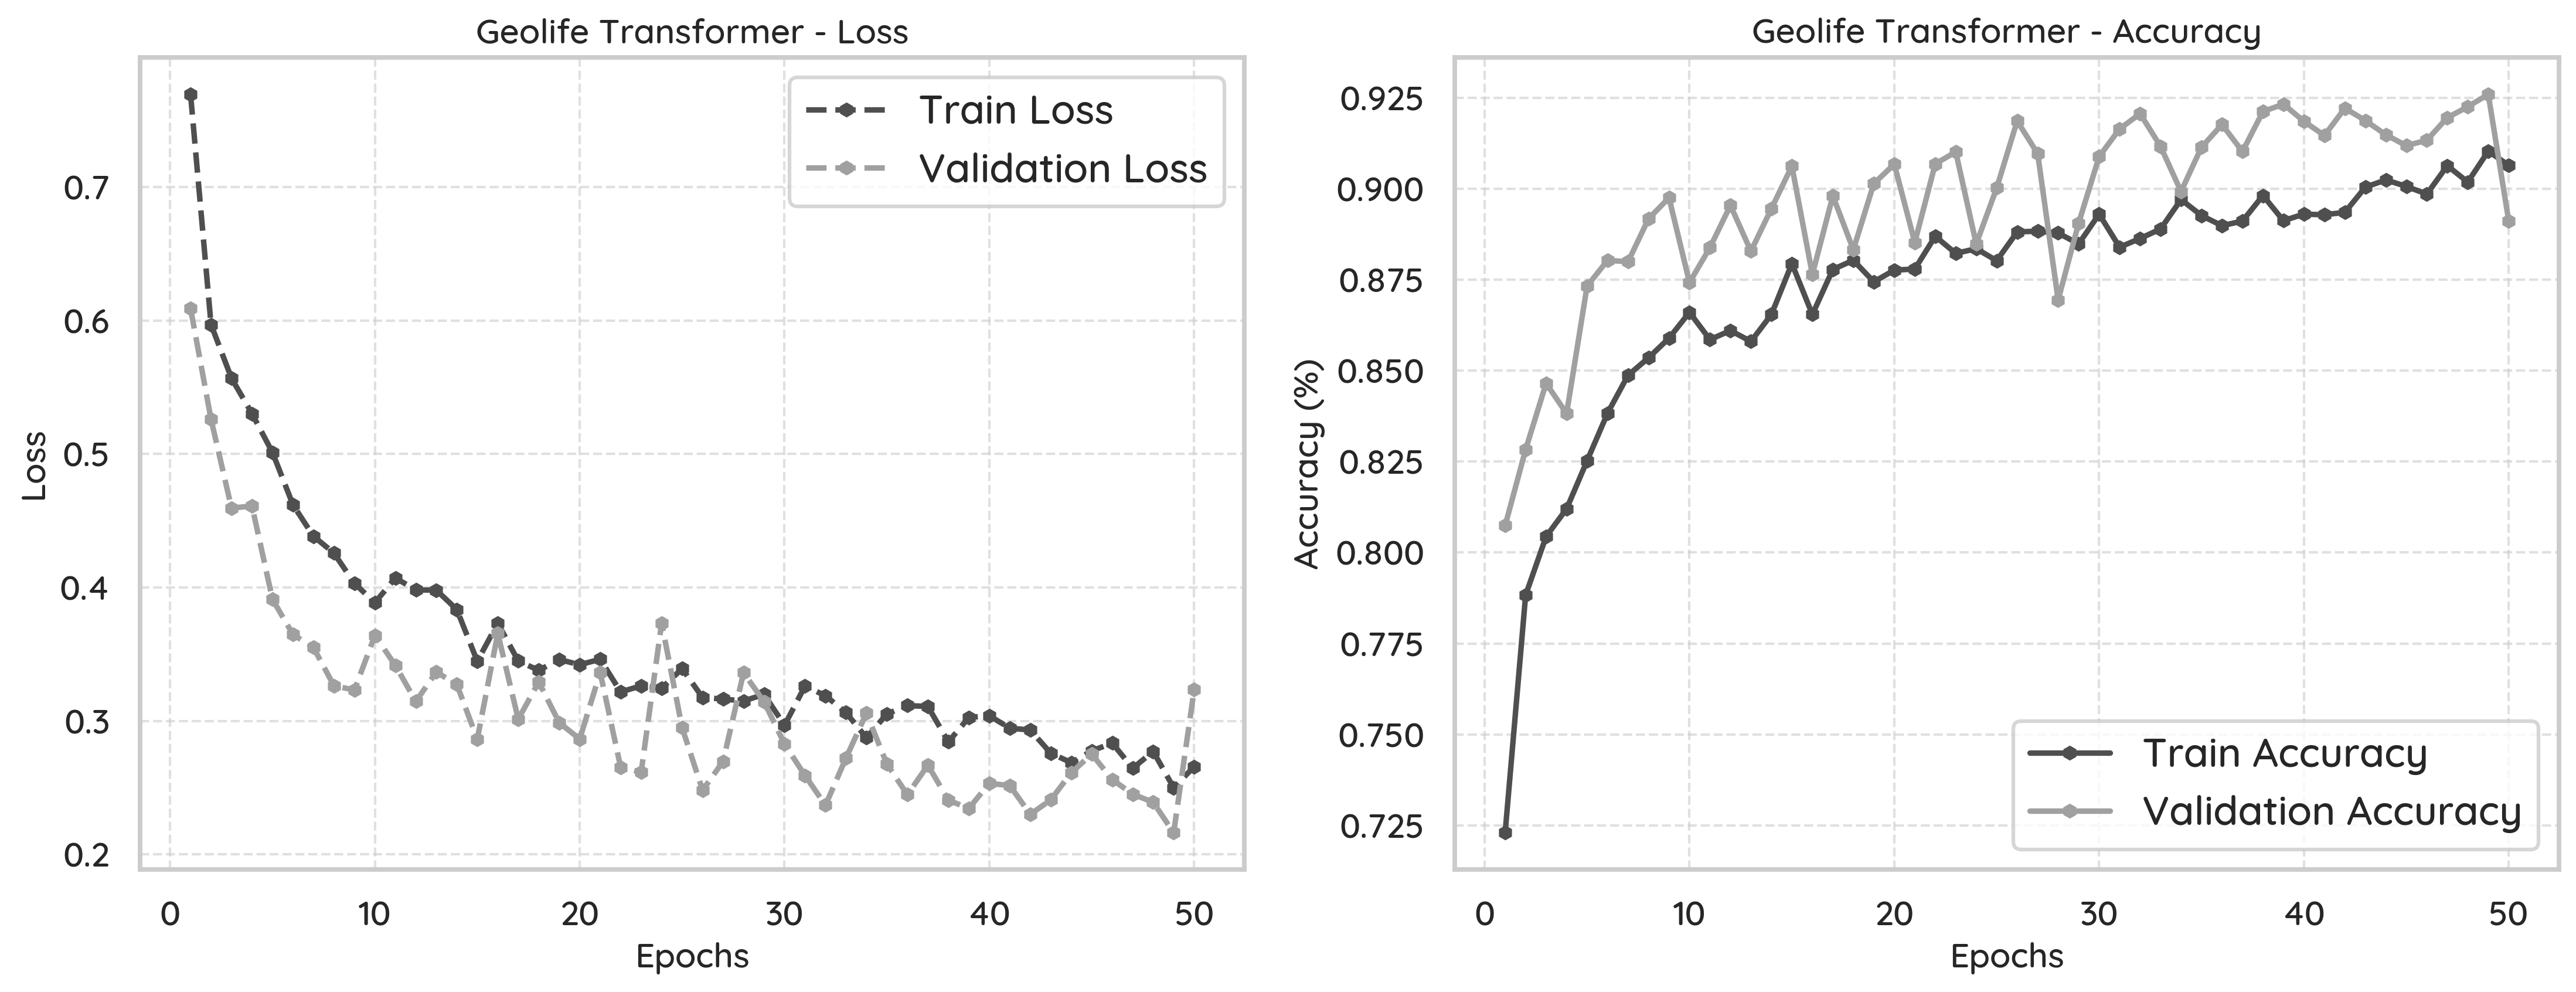 Geolife Transformer - Loss
Train Loss
Validation Loss
0.7
0.6
0.5
0.4
0.3
0.2
Loss
0 10 20 30 40 50
Epochs
Geolife Transformer - Accuracy
0.925
0.900
0.875
0.850
0.825
0.800
0.775
0.750
0.725
Accuracy (%)
Train Accuracy
Validation Accuracy
0 10 20 30 40 50
Epochs